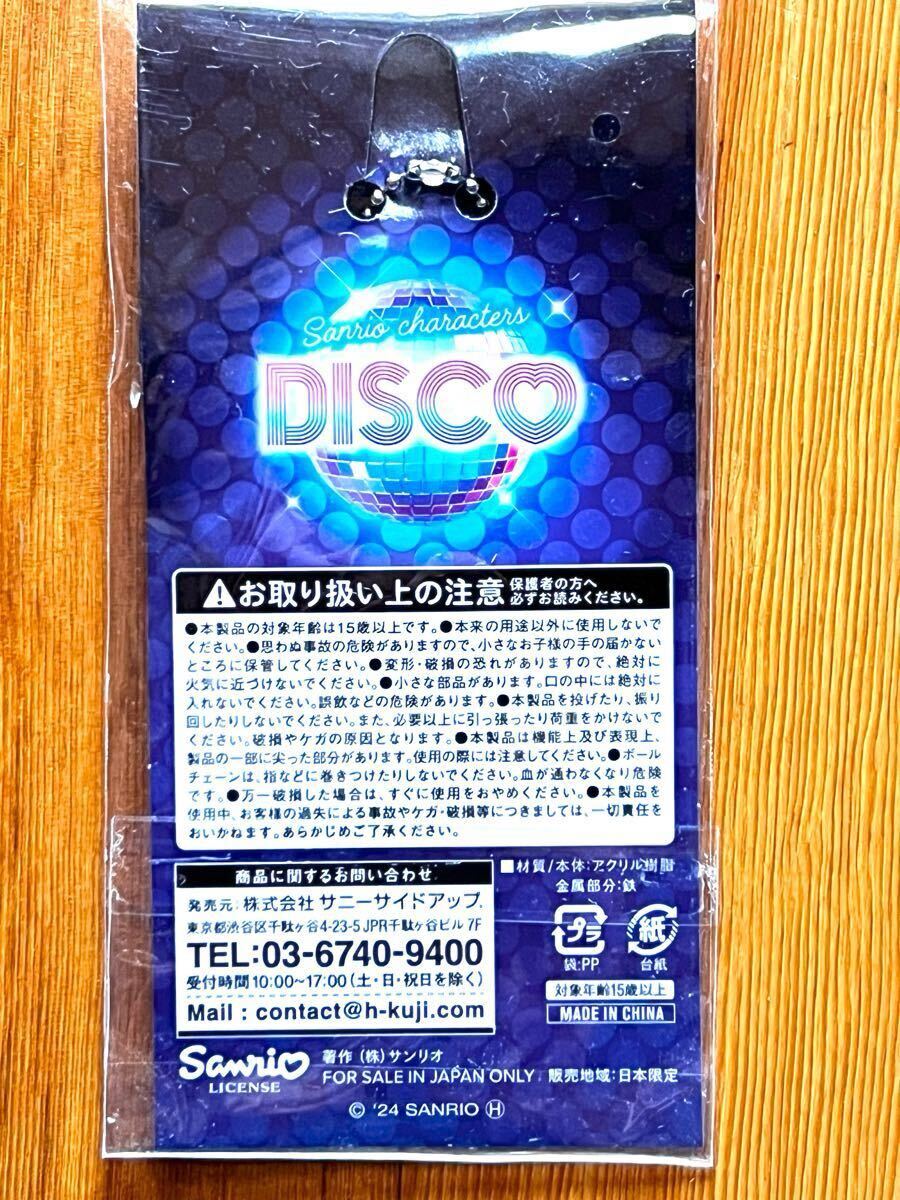 Sanrio characters
DISCO
お取り扱い上の注意 保護者の方へ
必ずお読みください。
●本製品の対象年齢は15歳以上です。●本来の用途以外に使用しないで
ください。●思わぬ事故の危険がありますので、小さなお子様の手の届かない
ところに保管してください。●変形・破損の恐れがありますので、絶対に
火気に近づけないでください。●小さな部品があります。口の中には絶対に
入れないでください。誤飲などの危険があります。●本製品を投げたり、振り
回したりしないでください。また、必要以上に引っ張ったり荷重をかけないで
ください。破損やケガの原因となります。●本製品は機能上及び表現上、
製品の一部に尖った部分があります。使用の際には注意してください。●ボール
チェーンは、指などに巻きつけたりしないでください。血が通わなくなり危険
です。●万一破損した場合は、すぐに使用をおやめください。●本製品を
使用中、お客様の過失による事故やケガ・破損等につきましては、一切責任を
おいかねます。あらかじめご了承ください。
商品に関するお問い合わせ
発売元:株式会社 サニーサイドアップ
東京都渋谷区千駄ヶ谷4-23-5 JPR千駄ヶ谷ビル 7F
TEL:03-6740-9400
受付時間10:00~17:00(土・日・祝日を除く)
Mail : contact@h-kuji.com
■材質/本体:アクリル樹脂
金属部分:鉄
プラ
袋:PP
紙
台紙
対象年齢15歳以上
MADE IN CHINA
Sanrio
LICENSE
著作 (株)サンリオ
FOR SALE IN JAPAN ONLY 販売地域:日本限定
© '24 SANRIO Ⓗ